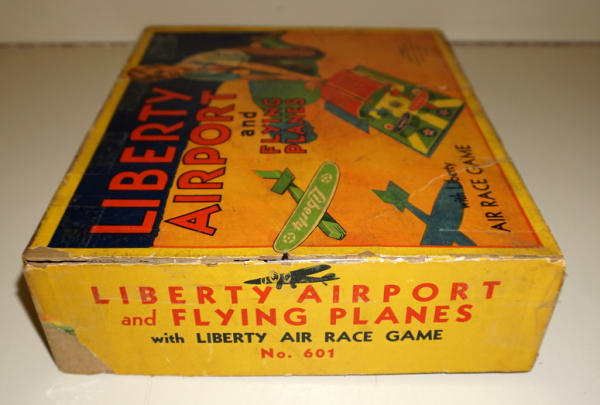 LIBERTY
AIRPORT
and
FLYING
PLANES
Liberty
with Liberty
AIR RACE GAME
LIBERTY AIRPORT
and FLYING PLANES
with LIBERTY AIR RACE GAME
No. 601